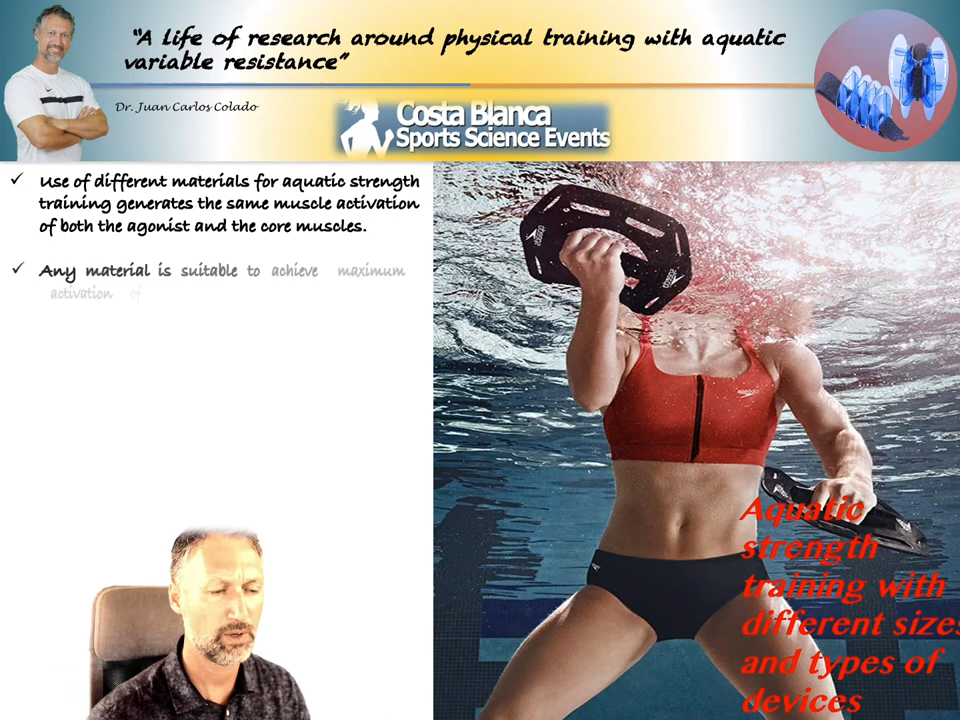 "A life of research around physical training with aquatic
variable resistance"
Dr. Juan Carlos Colado
Costa Blanca
Sports Science Events
✓ Use of different materials for aquatic strength
training generates the same muscle activation
of both the agonist and the core muscles.
✓ Any material is suitable to achieve maximum
activation of
speedo
speedo
Aquatic
strength
training with
different sizes
and types of
devices